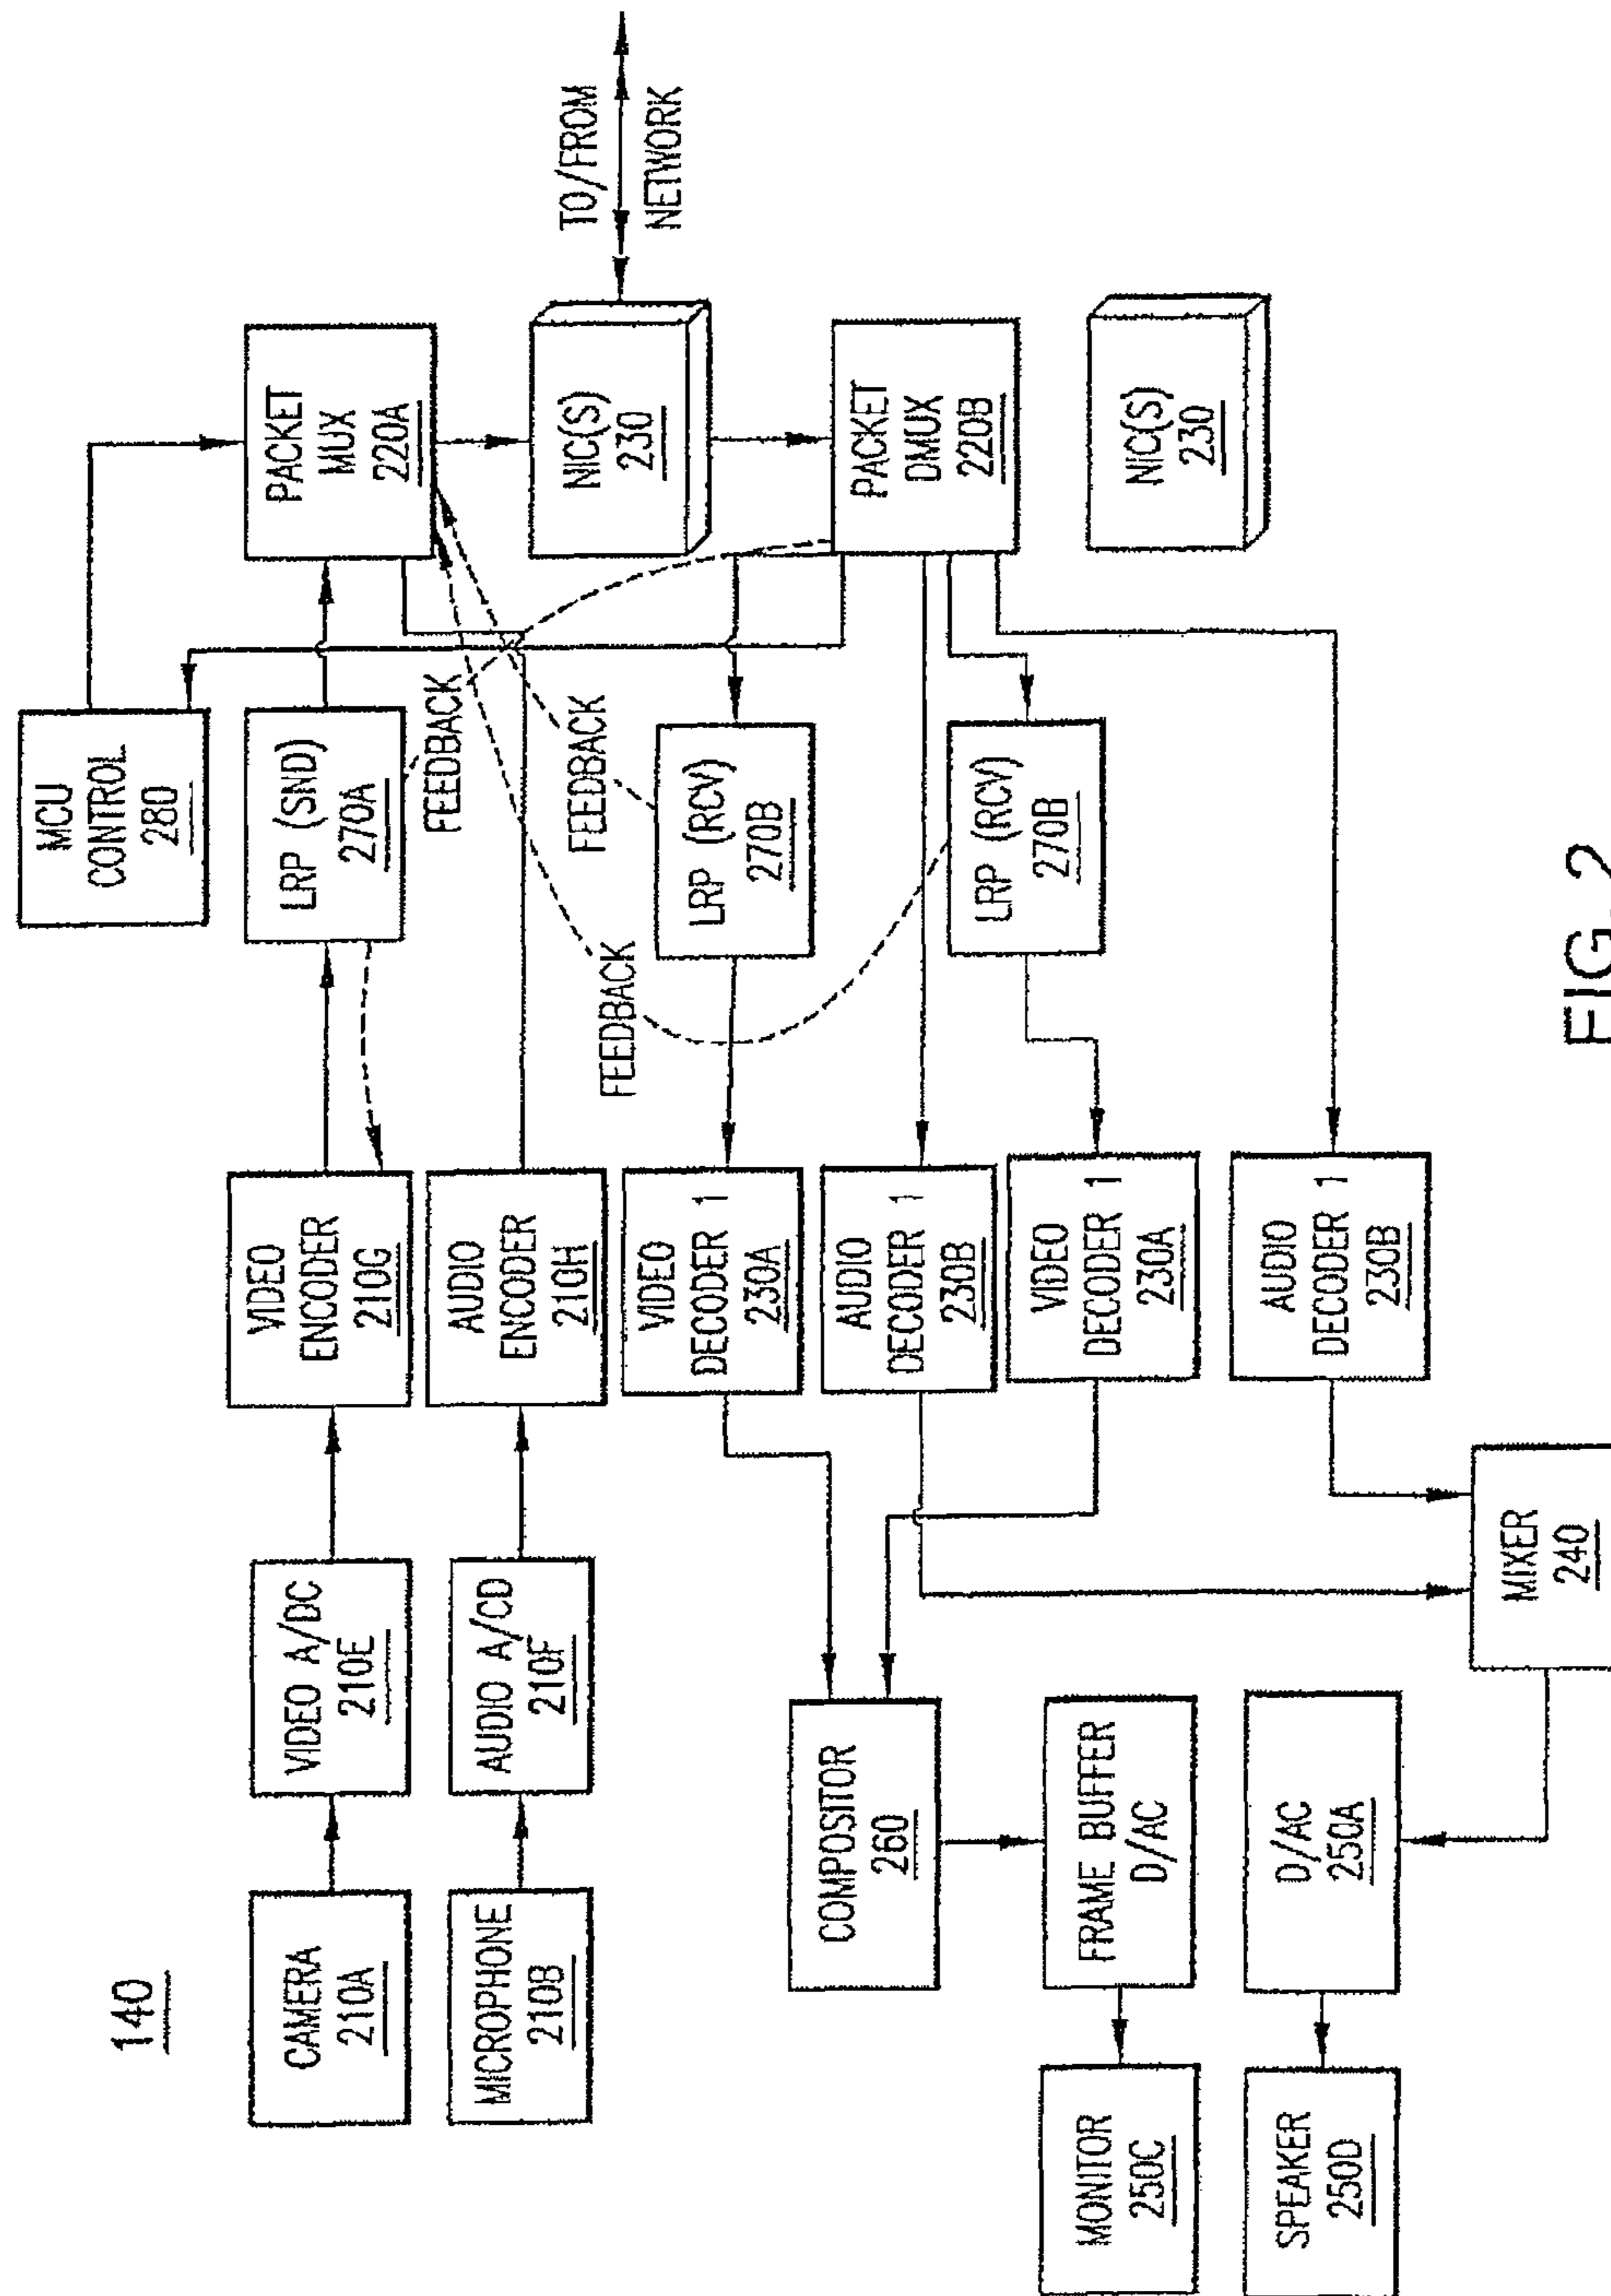 140
CAMERA
210A
VIDEO A/DC
210E
VIDEO
ENCODER
210G
LRP (SND)
270A
MCU
CONTROL
280
PACKET
MUX
220A
MICROPHONE
210B
AUDIO A/CD
210F
AUDIO
ENCODER
210H
FEEDBACK
FEEDBACK
FEEDBACK
NIC(S)
230
TO/FROM
NETWORK
VIDEO
DECODER 1
230A
LRP (RCV)
270B
PACKET
DMUX
220B
COMPOSITOR
260
AUDIO
DECODER 1
230B
LRP (RCV)
270B
VIDEO
DECODER 1
230A
NIC(S)
230
MONITOR
250C
FRAME BUFFER
D/AC
AUDIO
DECODER 1
230B
SPEAKER
250D
D/AC
250A
MIXER
240
FIG. 2